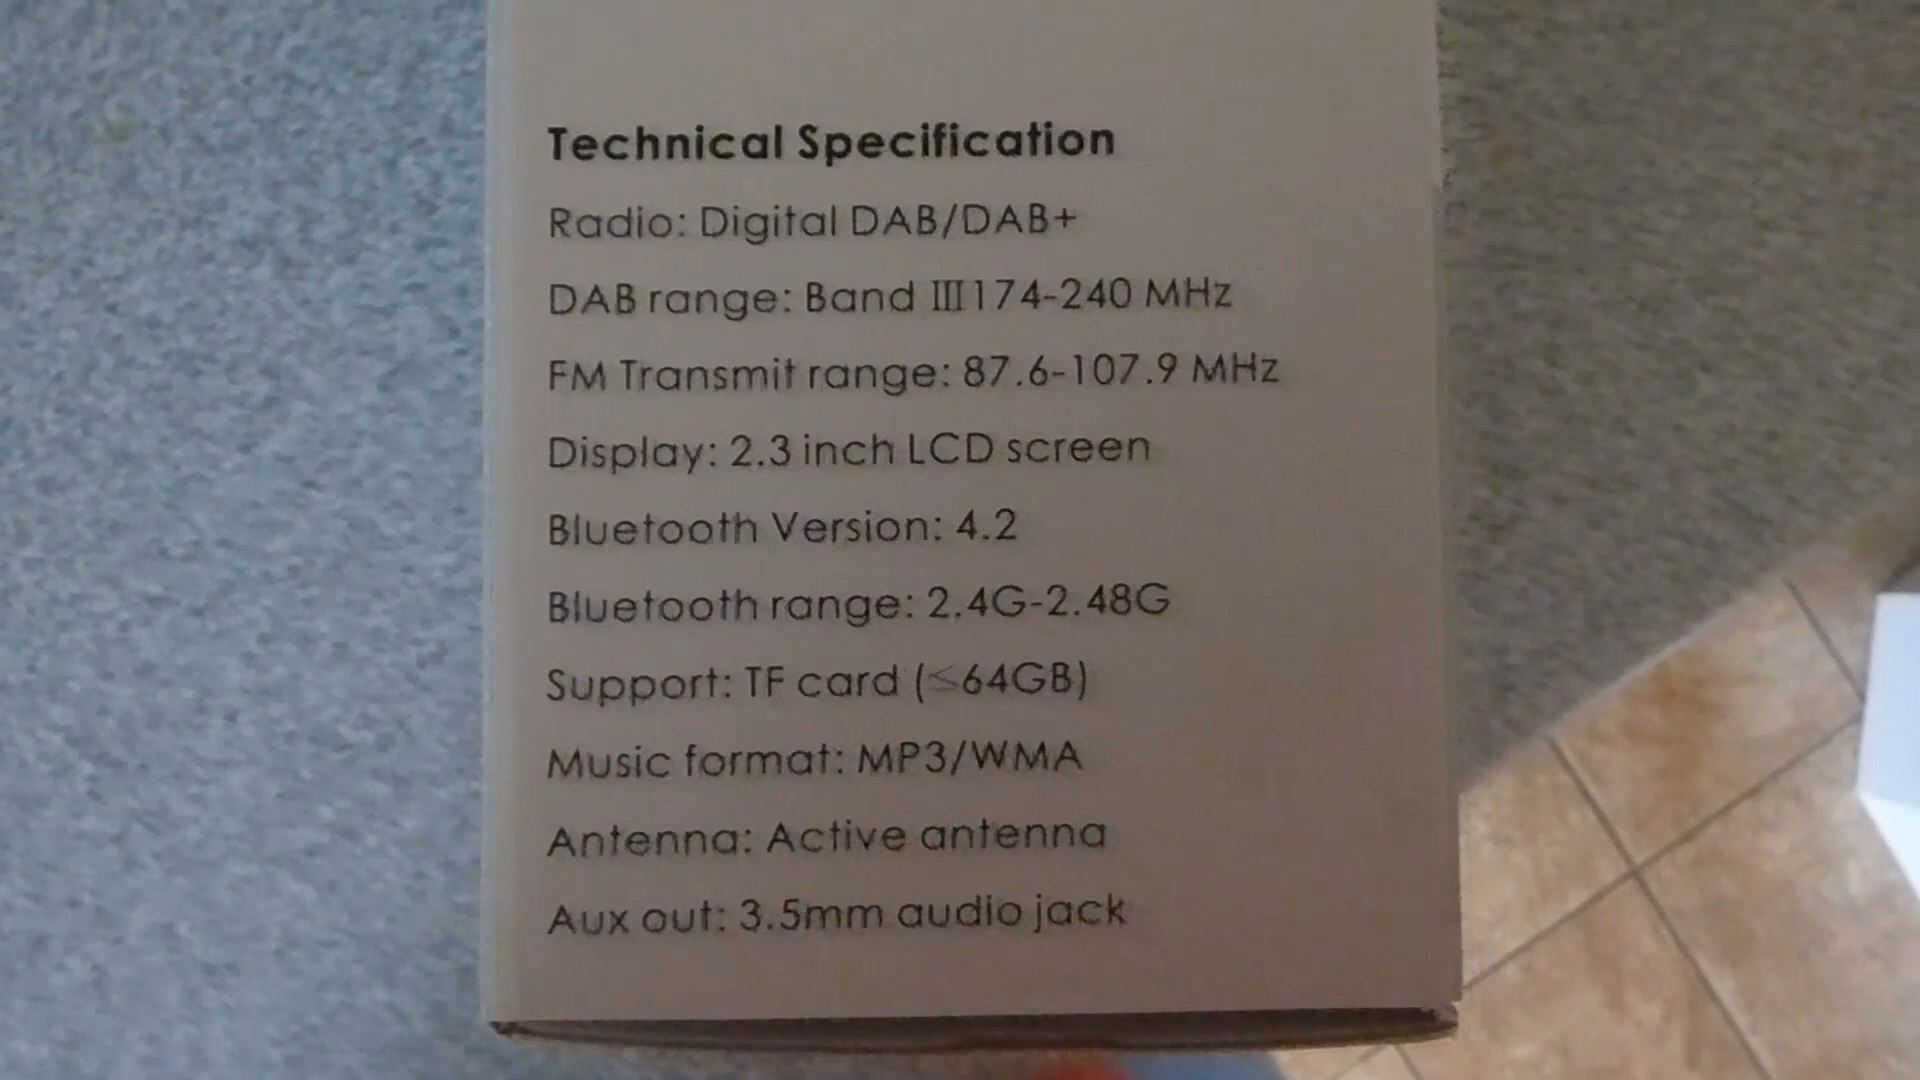 Technical Specification
Radio: Digital DAB/DAB+
DAB range: Band Ⅲ174-240 MHz
FM Transmit range: 87.6-107.9 MHz
Display: 2.3 inch LCD screen
Bluetooth Version: 4.2
Bluetooth range: 2.4G-2.48G
Support: TF card (≤64GB)
Music format: MP3/WMA
Antenna: Active antenna
Aux out: 3.5mm audio jack